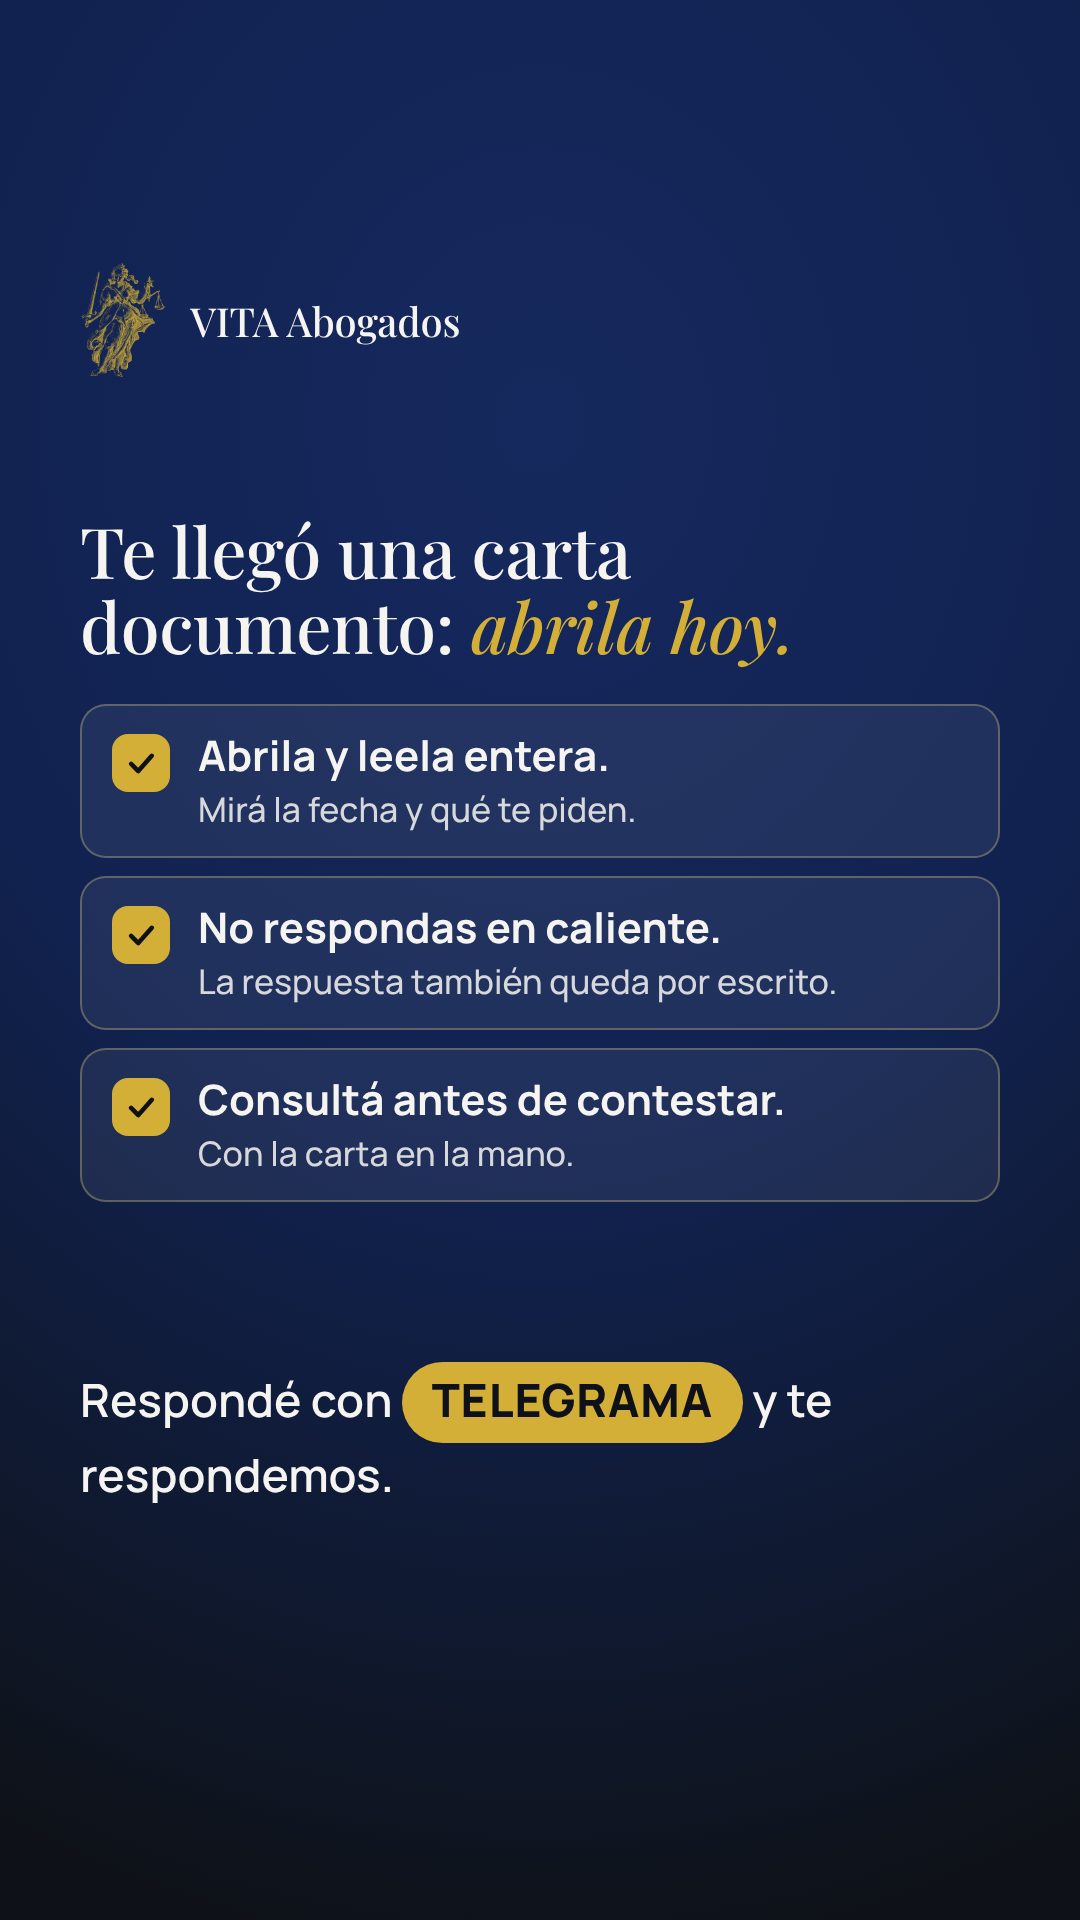 VITA Abogados
Te llegó una carta
documento: abrila hoy.
Abrila y leela entera.
Mirá la fecha y qué te piden.
No respondas en caliente.
La respuesta también queda por escrito.
Consultá antes de contestar.
Con la carta en la mano.
Respondé con TELEGRAMA y te
respondemos.